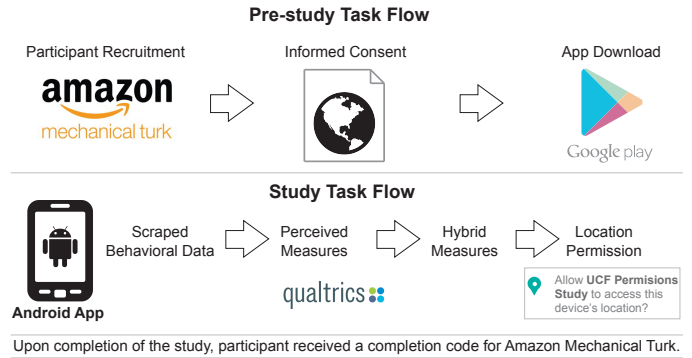 Pre-study Task Flow
Participant Recruitment
Informed Consent
App Download
amazon
mechanical turk
Google play
Study Task Flow
Scraped
Behavioral Data
Perceived
Measures
Hybrid
Measures
Location
Permission
qualtrics
Allow UCF Permisions
Study to access this
device's location?
Android App
Upon completion of the study, participant received a completion code for Amazon Mechanical Turk.